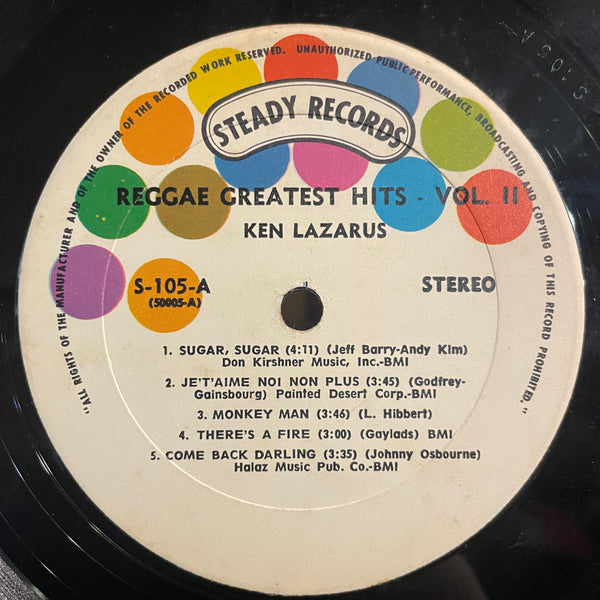 "ALL RIGHTS OF THE MANUFACTURER AND OF THE OWNER OF THE RECORDED WORK RESERVED. UNAUTHORIZED PUBLIC PERFORMANCE, BROADCASTING AND COPYING OF THIS RECORD PROHIBITED."
STEADY RECORDS
REGGAE GREATEST HITS - VOL. II
KEN LAZARUS
S-105-A
(50005-A)
STEREO
1. SUGAR, SUGAR (4:11) (Jeff Barry-Andy Kim)
Don Kirshner Music, Inc.-BMI
2. JE'T'AIME NOI NON PLUS (3:45) (Godfrey-
Gainsbourg) Painted Desert Corp.-BMI
3. MONKEY MAN (3:46) (L. Hibbert)
4. THERE'S A FIRE (3:00) (Gaylads) BMI
5. COME BACK DARLING (3:35) (Johnny Osbourne)
Halaz Music Pub. Co.-BMI
S 105 A